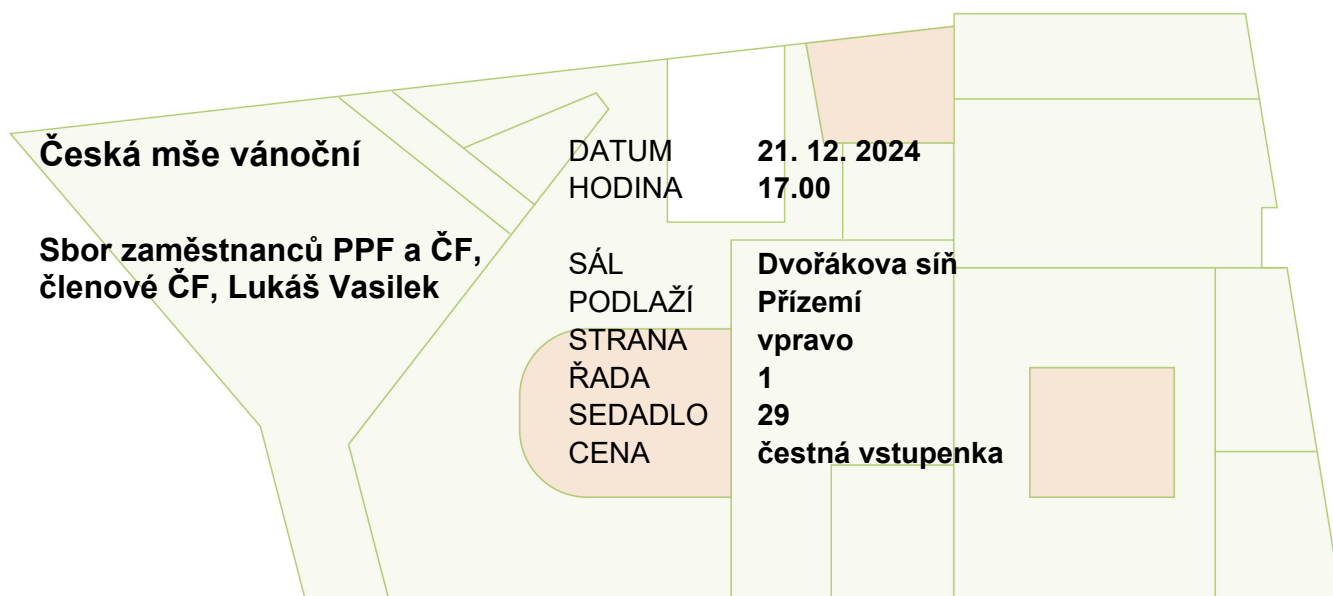 Česká mše vánoční
Sbor zaměstnanců PPF a ČF,
členové ČF, Lukáš Vasilek
DATUM 21. 12. 2024
HODINA 17.00
SÁL Dvořákova síň
PODLAŽÍ Přízemí
STRANA vpravo
ŘADA 1
SEDADLO 29
CENA čestná vstupenka